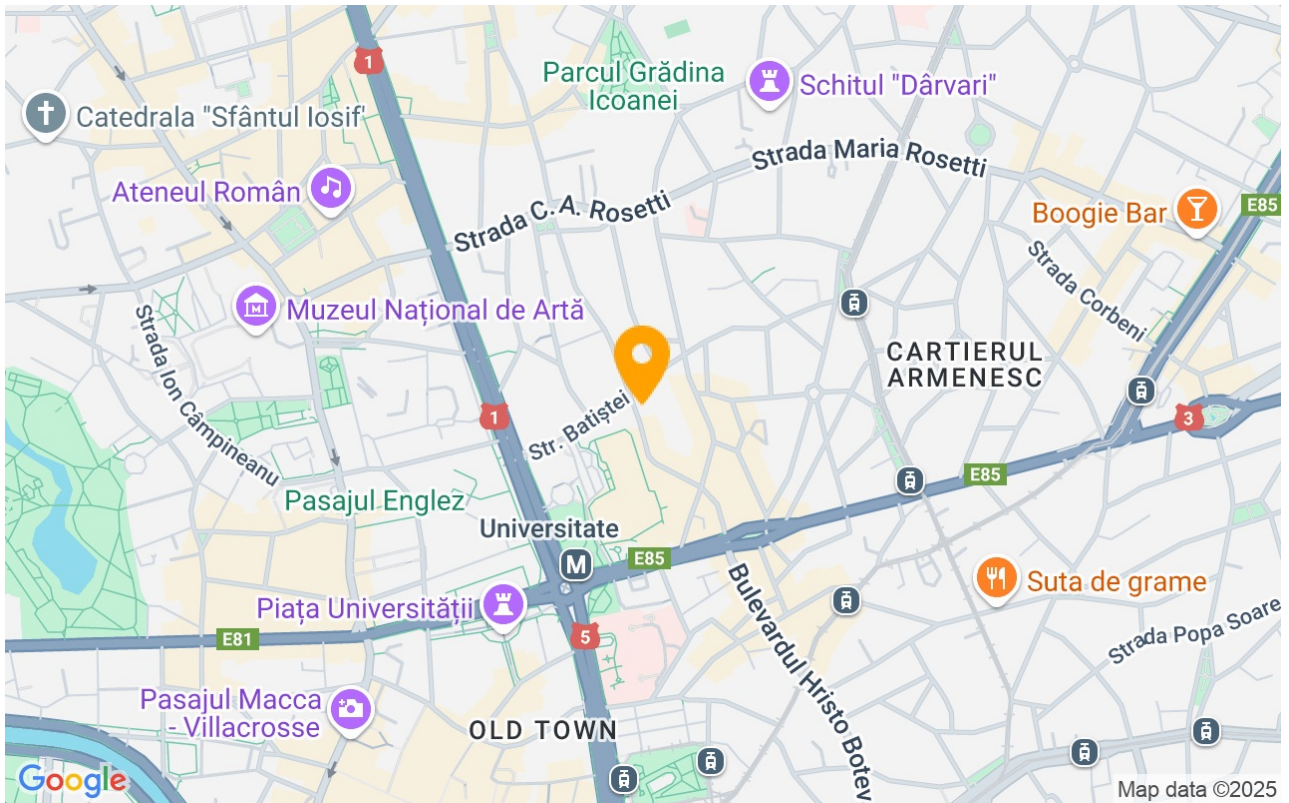 1
Parcul Grădina
Icoanei
Schitul "Dârvari"
Catedrala "Sfântul Iosif'
Strada Maria Rosetti
Ateneul Român
Strada C. A. Rosetti
Boogie Bar
E85
Strada Corbeni
Muzeul Național de Artă
Strada Ion Câmpineanu
CARTIERUL
ARMENESC
Str. Batiștei
1
3
E85
Pasajul Englez
Universitate
M
E85
Suta de grame
Piața Universității
E81
5
Bulevardul Hristo Botev
Strada Popa Soare
Pasajul Macca
- Villacrosse
OLD TOWN
Google
Map data ©2025